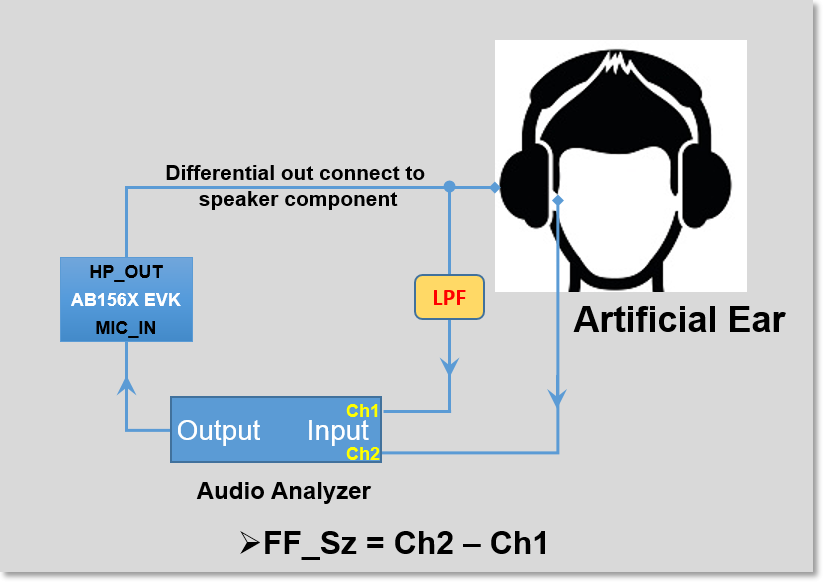 Differential out connect to
speaker component
HP_OUT
AB156X EVK
MIC_IN
LPF
Artificial Ear
Ch1
Output Input
Ch2
Audio Analyzer
➢FF_Sz = Ch2 – Ch1